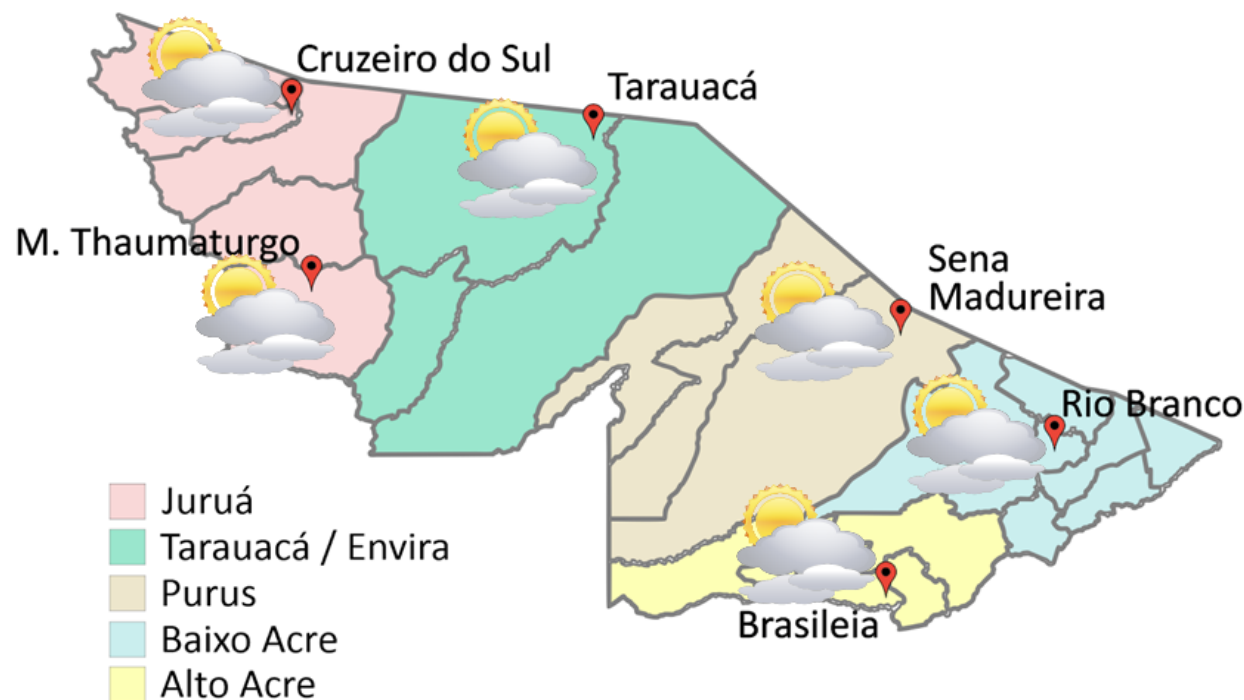 Cruzeiro do Sul
Tarauacá
M. Thaumaturgo
Sena
Madureira
Rio Branco
Brasileia
Juruá
Tarauacá / Envira
Purus
Baixo Acre
Alto Acre